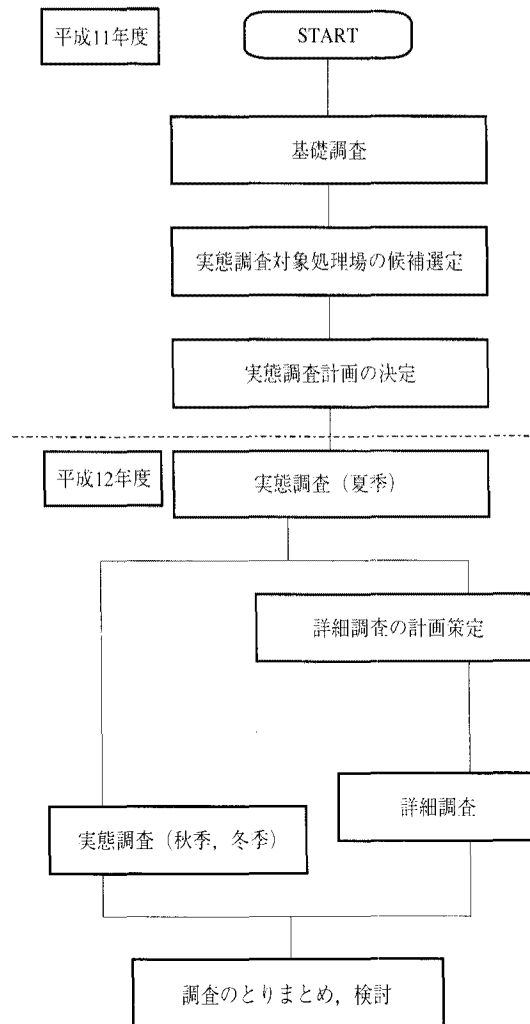 平成11年度
START
基礎調査
実態調査対象処理場の候補選定
実態調査計画の決定
平成12年度
実態調査（夏季）
詳細調査の計画策定
詳細調査
実態調査（秋季，冬季）
調査のとりまとめ，検討